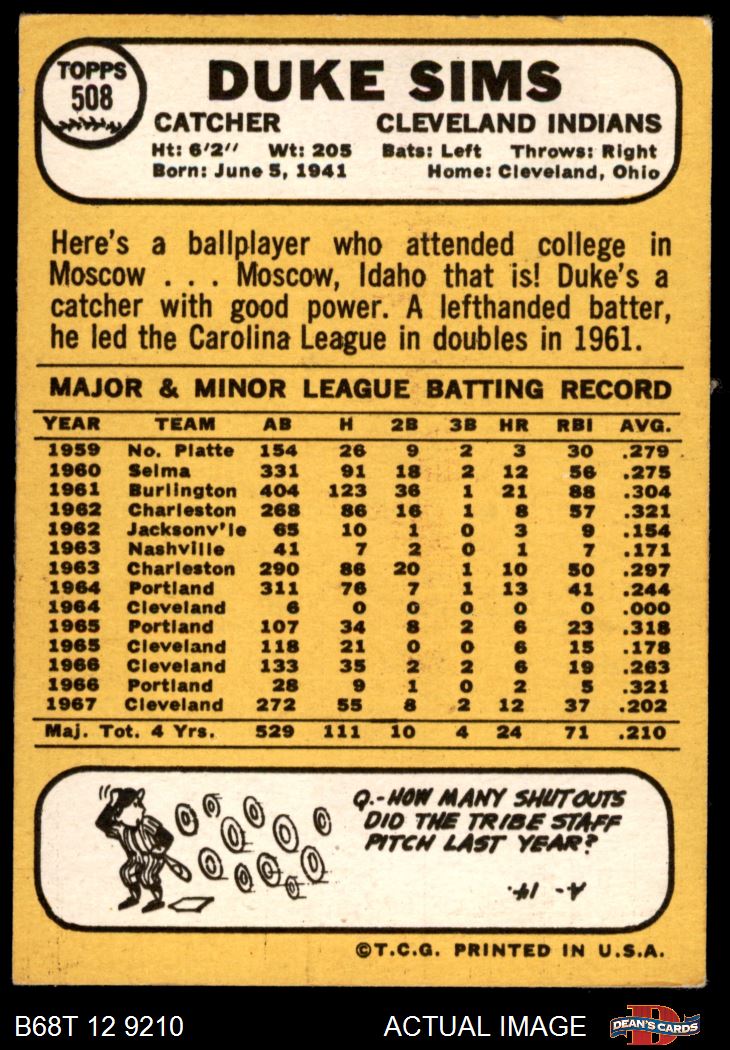 TOPPS
508
DUKE SIMS
CATCHER CLEVELAND INDIANS
Ht: 6'2" Wt: 205 Bats: Left Throws: Right
Born: June 5, 1941 Home: Cleveland, Ohio
Here's a ballplayer who attended college in
Moscow . . . Moscow, Idaho that is! Duke's a
catcher with good power. A lefthanded batter,
he led the Carolina League in doubles in 1961.
MAJOR & MINOR LEAGUE BATTING RECORD
YEAR TEAM AB H 2B 3B HR RBI AVG.
1959 No. Platte 154 26 9 2 3 30 .279
1960 Selma 331 91 18 2 12 56 .275
1961 Burlington 404 123 36 1 21 88 .304
1962 Charleston 268 86 16 1 8 57 .321
1962 Jacksonv'le 65 10 1 0 3 9 .154
1963 Nashville 41 7 2 0 1 7 .171
1963 Charleston 290 86 20 1 10 50 .297
1964 Portland 311 76 7 1 13 41 .244
1964 Cleveland 6 0 0 0 0 0 .000
1965 Portland 107 34 8 2 6 23 .318
1965 Cleveland 118 21 0 0 6 15 .178
1966 Cleveland 133 35 2 2 6 19 .263
1966 Portland 28 9 1 0 2 5 .321
1967 Cleveland 272 55 8 2 12 37 .202
Maj. Tot. 4 Yrs. 529 111 10 4 24 71 .210
Q.-HOW MANY SHUTOUTS
DID THE TRIBE STAFF
PITCH LAST YEAR?
A- 14.
©T.C.G. PRINTED IN U.S.A.
B68T 12 9210 ACTUAL IMAGE DEAN'S CARDS